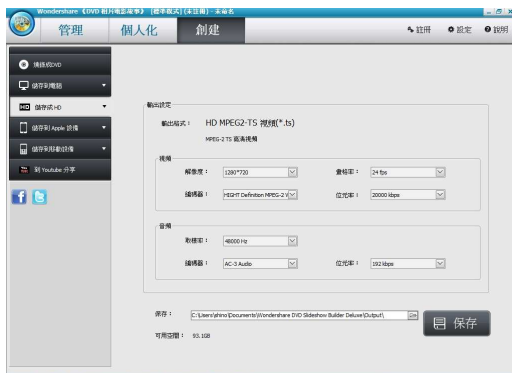 Wondershare 《DVD 相片電影故事》 [標準模式] (未註冊) - 未命名
管理 個人化 創建 註冊 設定 說明
燒錄成DVD
儲存到電腦
HD 儲存成 HD
儲存到 Apple 設備
儲存到移動設備
到 Youtube 分享
輸出設定
輸出格式： HD MPEG2-TS 視頻(*.ts)
MPEG-2 TS 高清視頻
視頻
解像度： 1280*720 畫格率： 24 fps
編碼器： HIGHT Definition MPEG-2 V 位元率： 20000 kbps
音頻
取樣率： 48000 Hz
編碼器： AC-3 Audio 位元率： 192 kbps
保存： C:\Users\shino\Documents\Wondershare DVD Slideshow Builder Deluxe\Output\ 保存
可用空間： 93.1GB